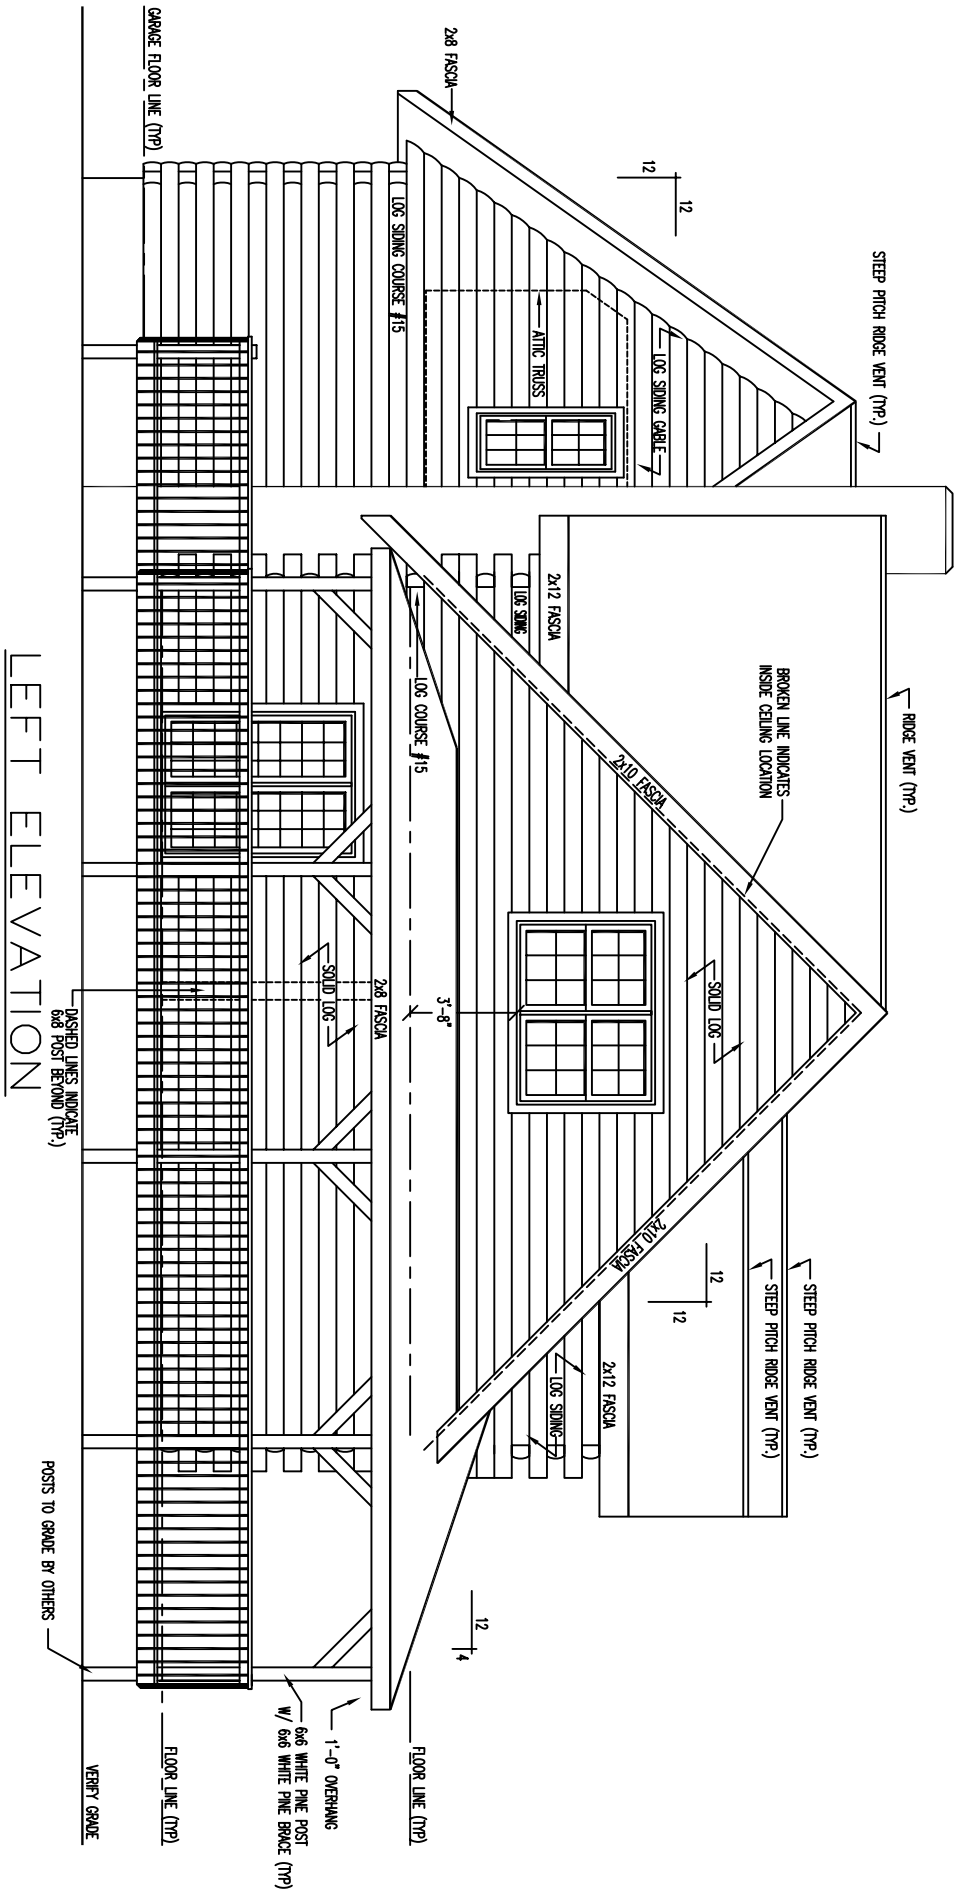 STEEP PITCH RIDGE VENT (TYP.)
RIDGE VENT (TYP.)
STEEP PITCH RIDGE VENT (TYP.)
STEEP PITCH RIDGE VENT (TYP.)
BROKEN LINE INDICATES
INSIDE CEILING LOCATION
12
12
12
12
2x8 FASCIA
LOG SIDING GABLE
ATTIC TRUSS
LOG SIDING COURSE #15
2x12 FASCIA
LOG SIDING
2x10 FASCIA
SOLID LOG
2x10 FASCIA
2x12 FASCIA
LOG SIDING
LOG COURSE #15
3'-8"
12
4
2x8 FASCIA
SOLID LOG
FLOOR LINE (TYP)
1'-0" OVERHANG
6x6 WHITE PINE POST
W/ 6x6 WHITE PINE BRACE (TYP)
GARAGE FLOOR LINE (TYP)
FLOOR LINE (TYP)
VERIFY GRADE
DASHED LINES INDICATE
6x8 POST BEYOND (TYP.)
POSTS TO GRADE BY OTHERS
LEFT ELEVATION